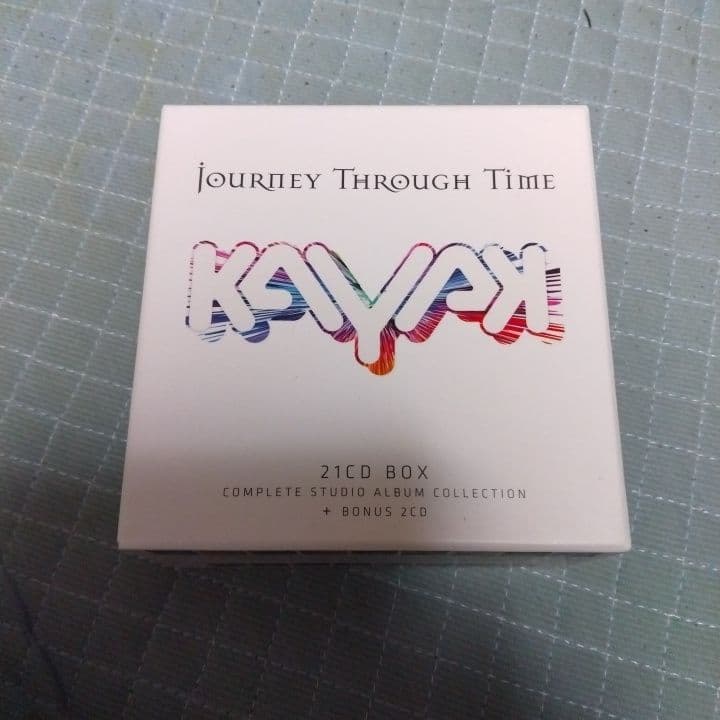 Journey Through Time
KAYAK
21CD BOX
COMPLETE STUDIO ALBUM COLLECTION
+ BONUS 2CD